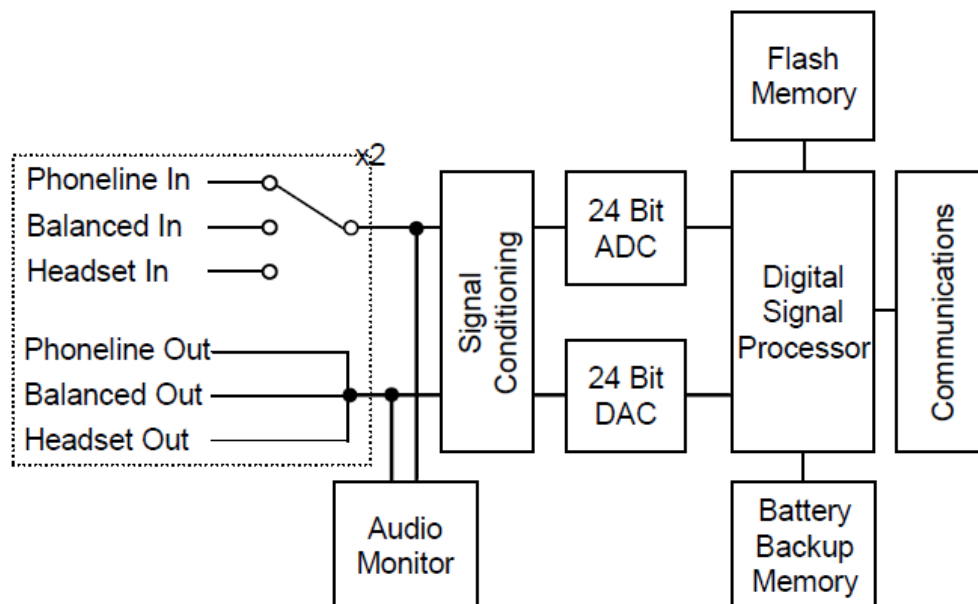 Flash
Memory
x2
Phoneline In
Balanced In
Headset In
Phoneline Out
Balanced Out
Headset Out
Signal
Conditioning
24 Bit
ADC
24 Bit
DAC
Digital
Signal
Processor
Communications
Audio
Monitor
Battery
Backup
Memory